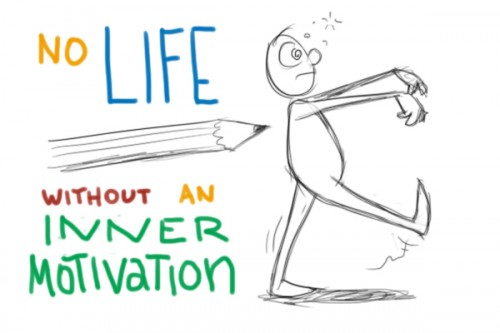 NO LIFE
WITHOUT AN
INNER
MOTIVATION